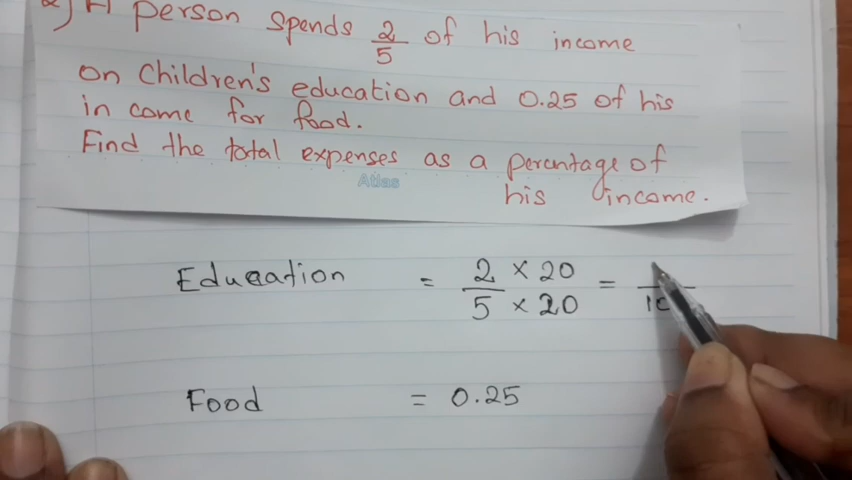 ) A person spends 2/5 of his income
on Children's education and 0.25 of his
in come for food.
Find the total expenses as a percentage of
his income.
Atlas
Education = 2 × 20 / 5 × 20 =
Food = 0.25